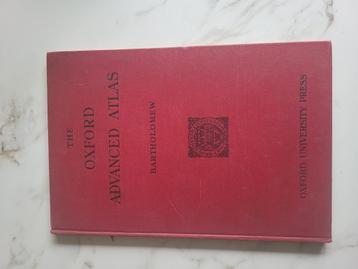 THE
OXFORD
ADVANCED ATLAS
BARTHOLOMEW
OXFORD UNIVERSITY PRESS